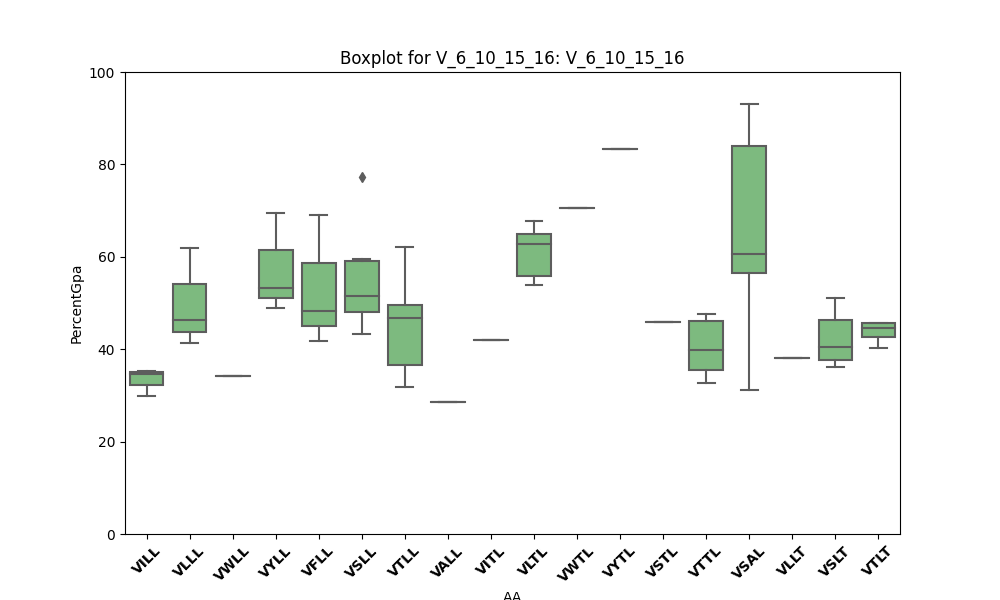 Boxplot for V_6_10_15_16: V_6_10_15_16
PercentGpa
100
80
60
40
20
0
VILL VLLL VWLL VYLL VFLL VSLL VTLL VALL VITL VLTL VWTL VYTL VSTL VTTL VSAL VLLT VSLT VTLT
AA